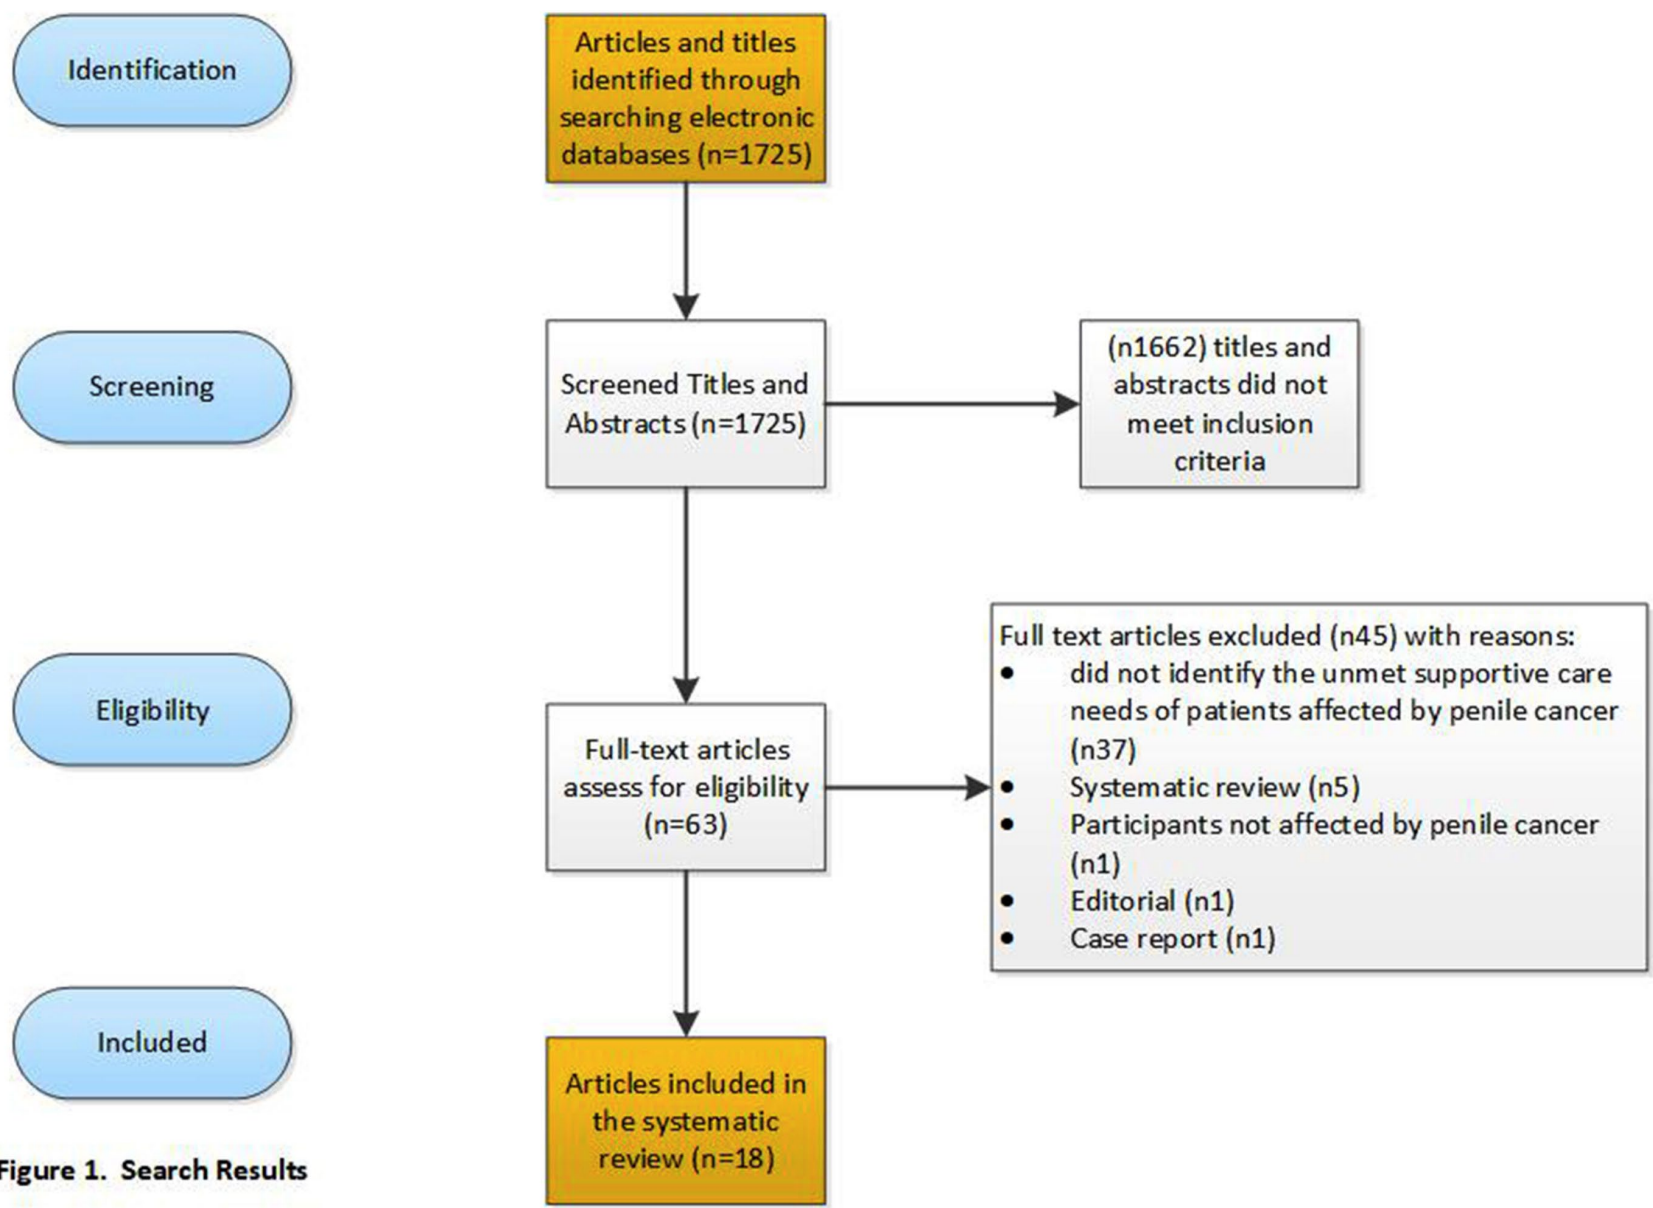 Identification
Articles and titles
identified through
searching electronic
databases (n=1725)
Screening
Screened Titles and
Abstracts (n=1725)
(n1662) titles and
abstracts did not
meet inclusion
criteria
Eligibility
Full-text articles
assess for eligibility
(n=63)
Full text articles excluded (n45) with reasons:
• did not identify the unmet supportive care
needs of patients affected by penile cancer
(n37)
• Systematic review (n5)
• Participants not affected by penile cancer
(n1)
• Editorial (n1)
• Case report (n1)
Included
Articles included in
the systematic
review (n=18)
Figure 1. Search Results